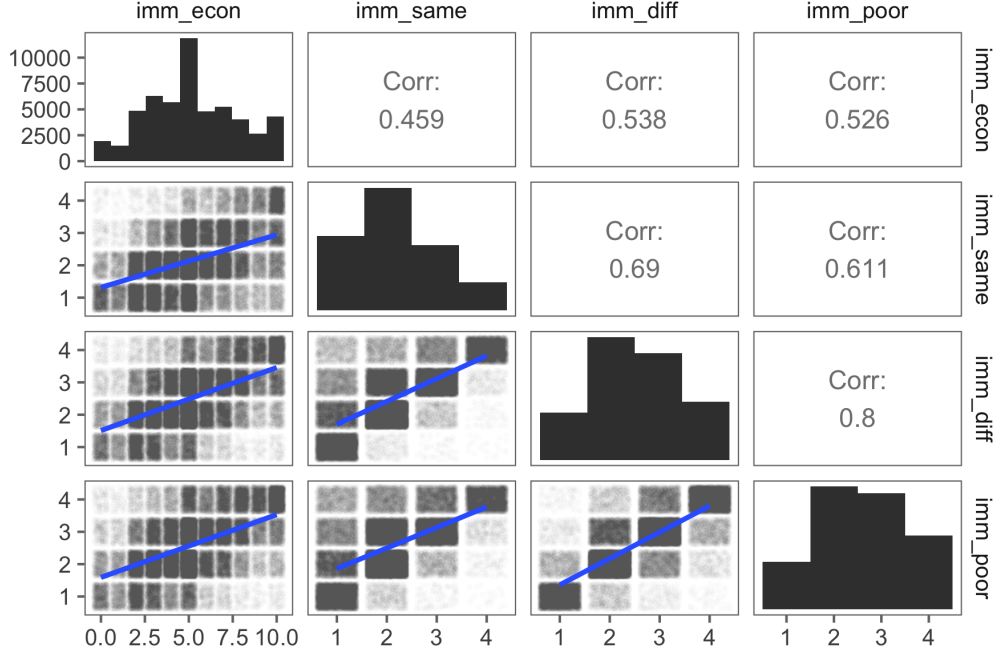 imm_econ imm_same imm_diff imm_poor
10000
7500
5000
2500
0
Corr:
0.459
Corr:
0.538
Corr:
0.526
imm_econ
4
3
2
1
Corr:
0.69
Corr:
0.611
imm_same
4
3
2
1
Corr:
0.8
imm_diff
4
3
2
1
imm_poor
0.0 2.5 5.0 7.5 10.0 1 2 3 4 1 2 3 4 1 2 3 4